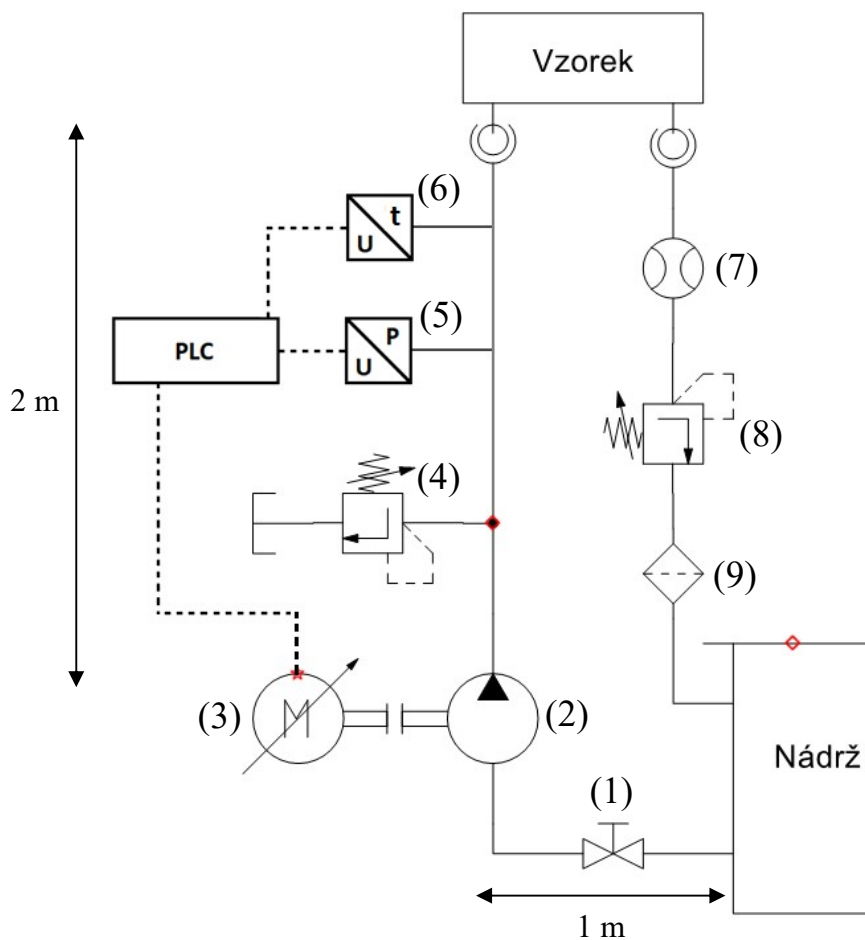 Vzorek
(6)
t
U
(7)
(5)
P
U
PLC
2 m
(8)
(4)
(9)
(3)
M
(2)
Nádrž
(1)
1 m